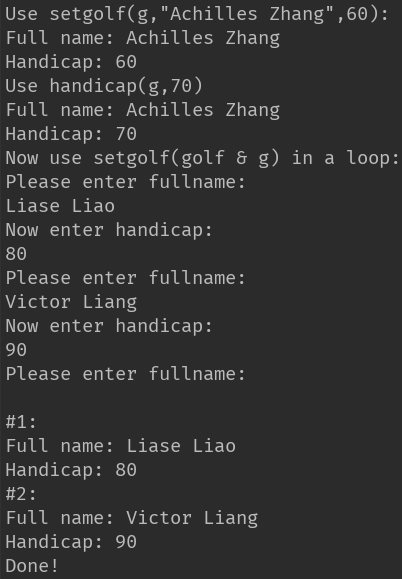 Use setgolf(g,"Achilles Zhang",60):
Full name: Achilles Zhang
Handicap: 60
Use handicap(g,70)
Full name: Achilles Zhang
Handicap: 70
Now use setgolf(golf & g) in a loop:
Please enter fullname:
Liase Liao
Now enter handicap:
80
Please enter fullname:
Victor Liang
Now enter handicap:
90
Please enter fullname:

#1:
Full name: Liase Liao
Handicap: 80
#2:
Full name: Victor Liang
Handicap: 90
Done!